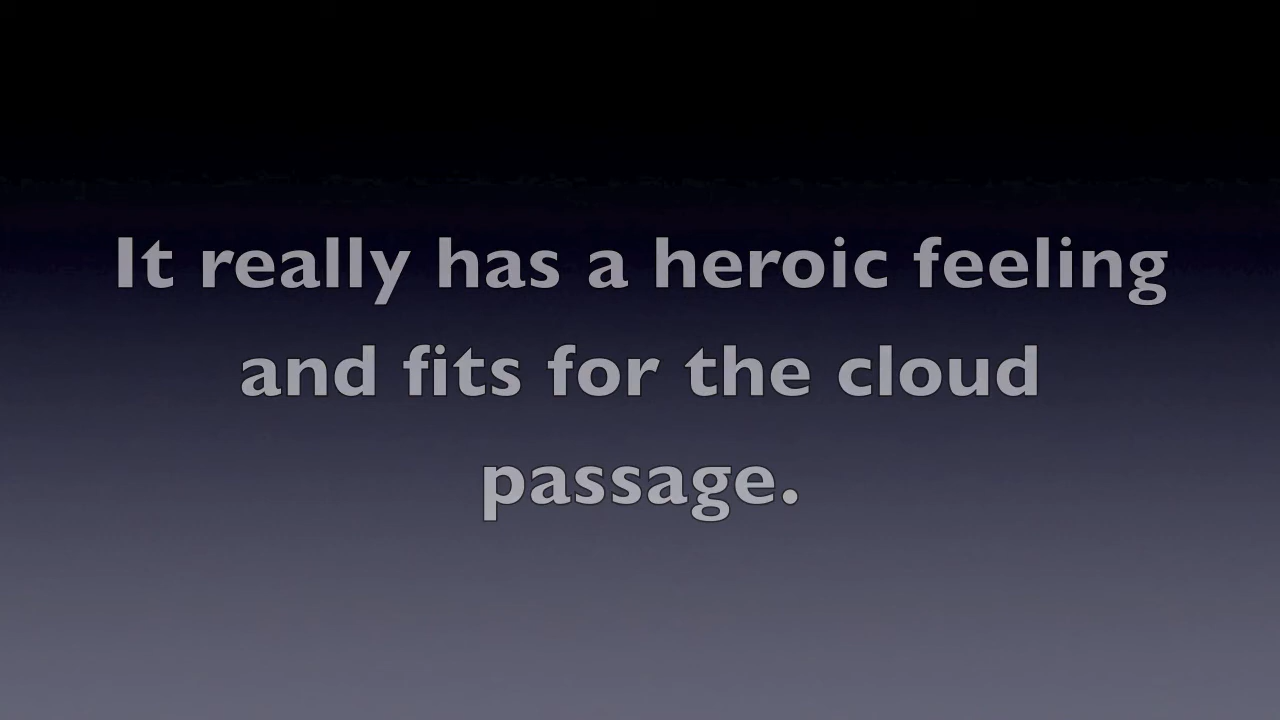 It really has a heroic feeling
and fits for the cloud
passage.